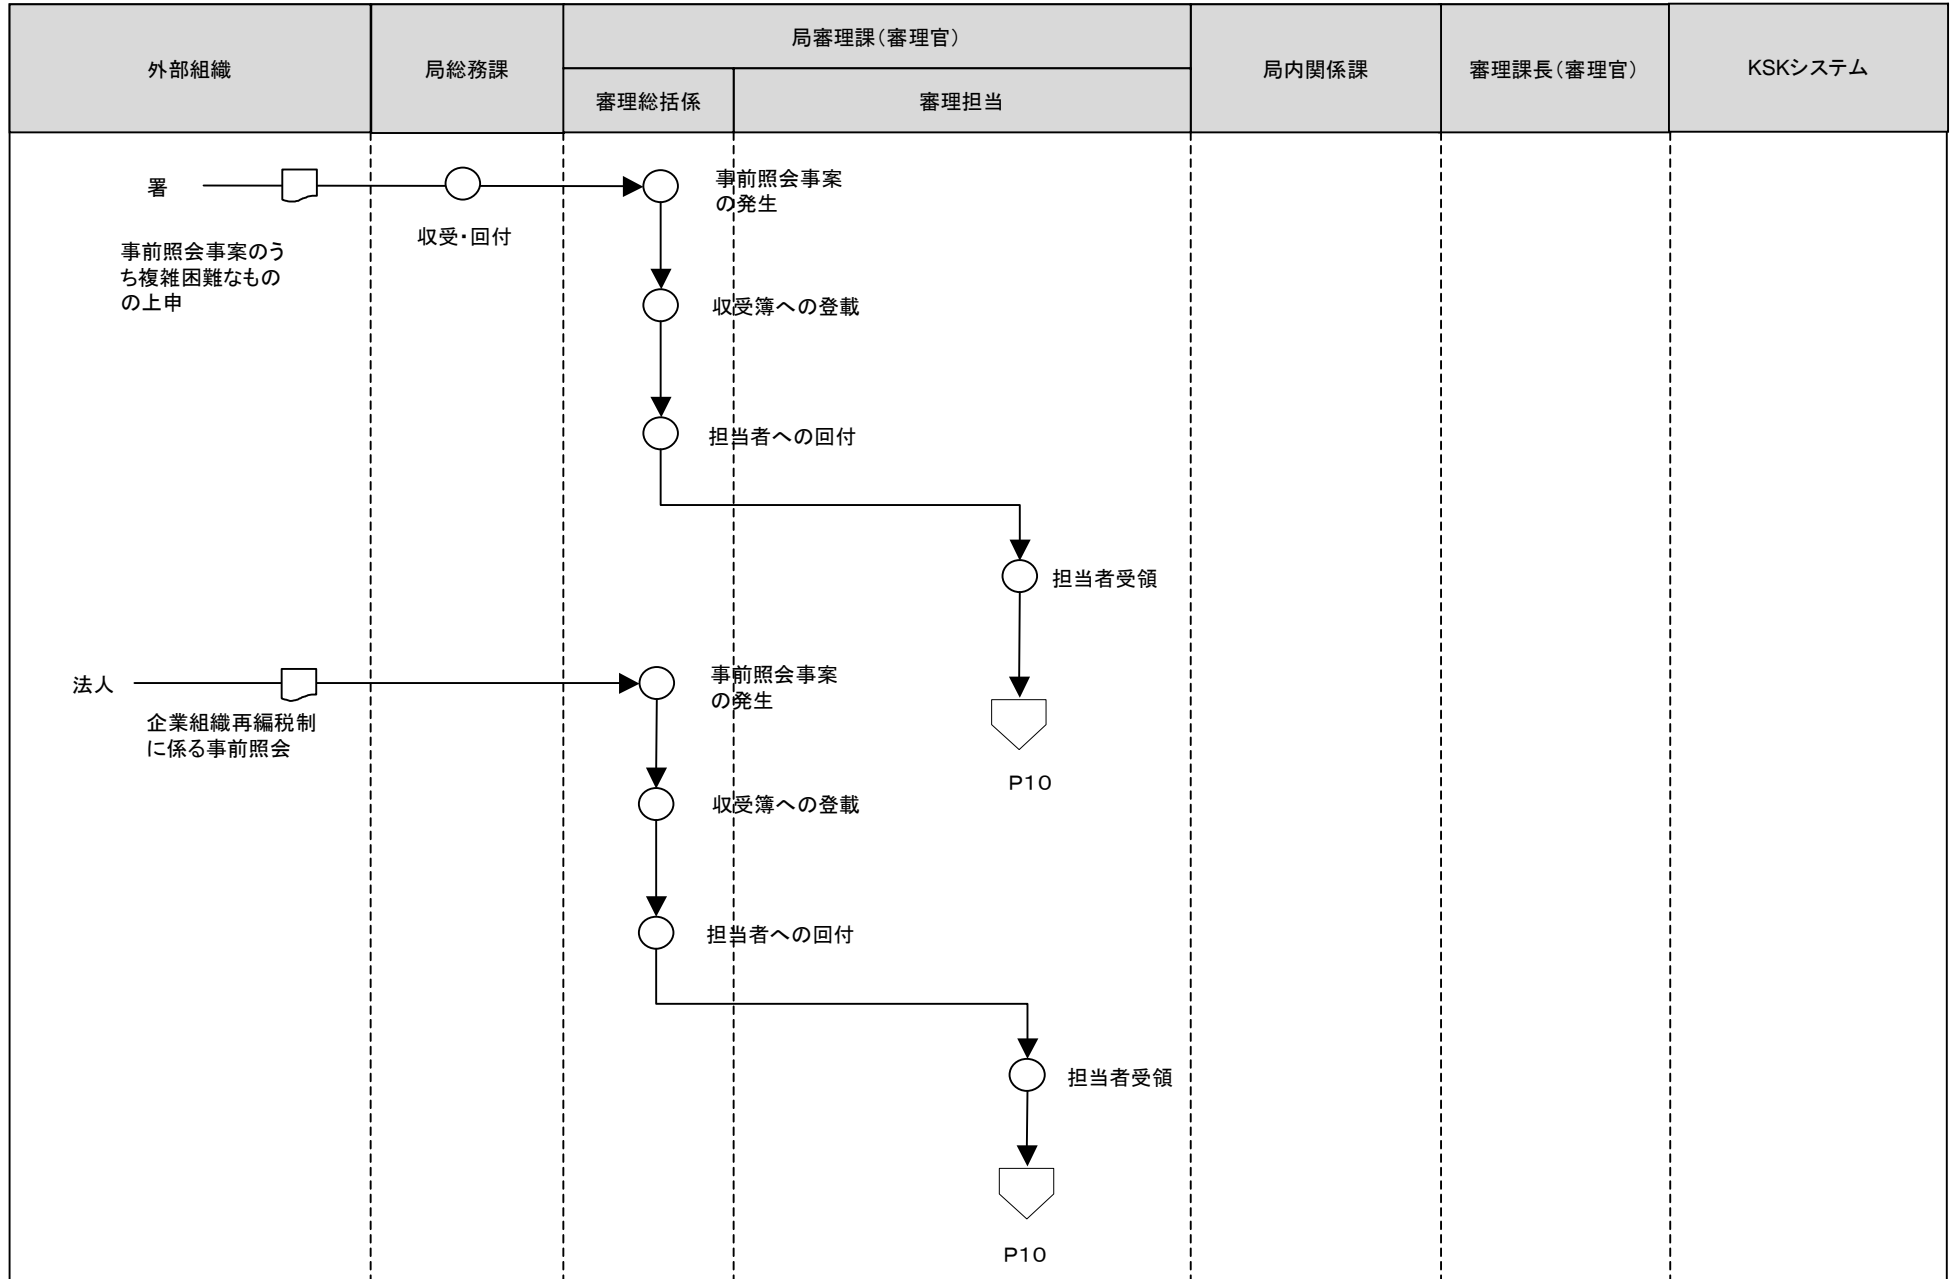 外部組織
局総務課
局審理課（審理官）
審理総括係
審理担当
局内関係課
審理課長（審理官）
KSKシステム
署
事前照会事案のう
ち複雑困難なもの
の上申
収受・回付
事前照会事案
の発生
収受簿への登載
担当者への回付
担当者受領
P10
法人
企業組織再編税制
に係る事前照会
事前照会事案
の発生
収受簿への登載
担当者への回付
担当者受領
P10